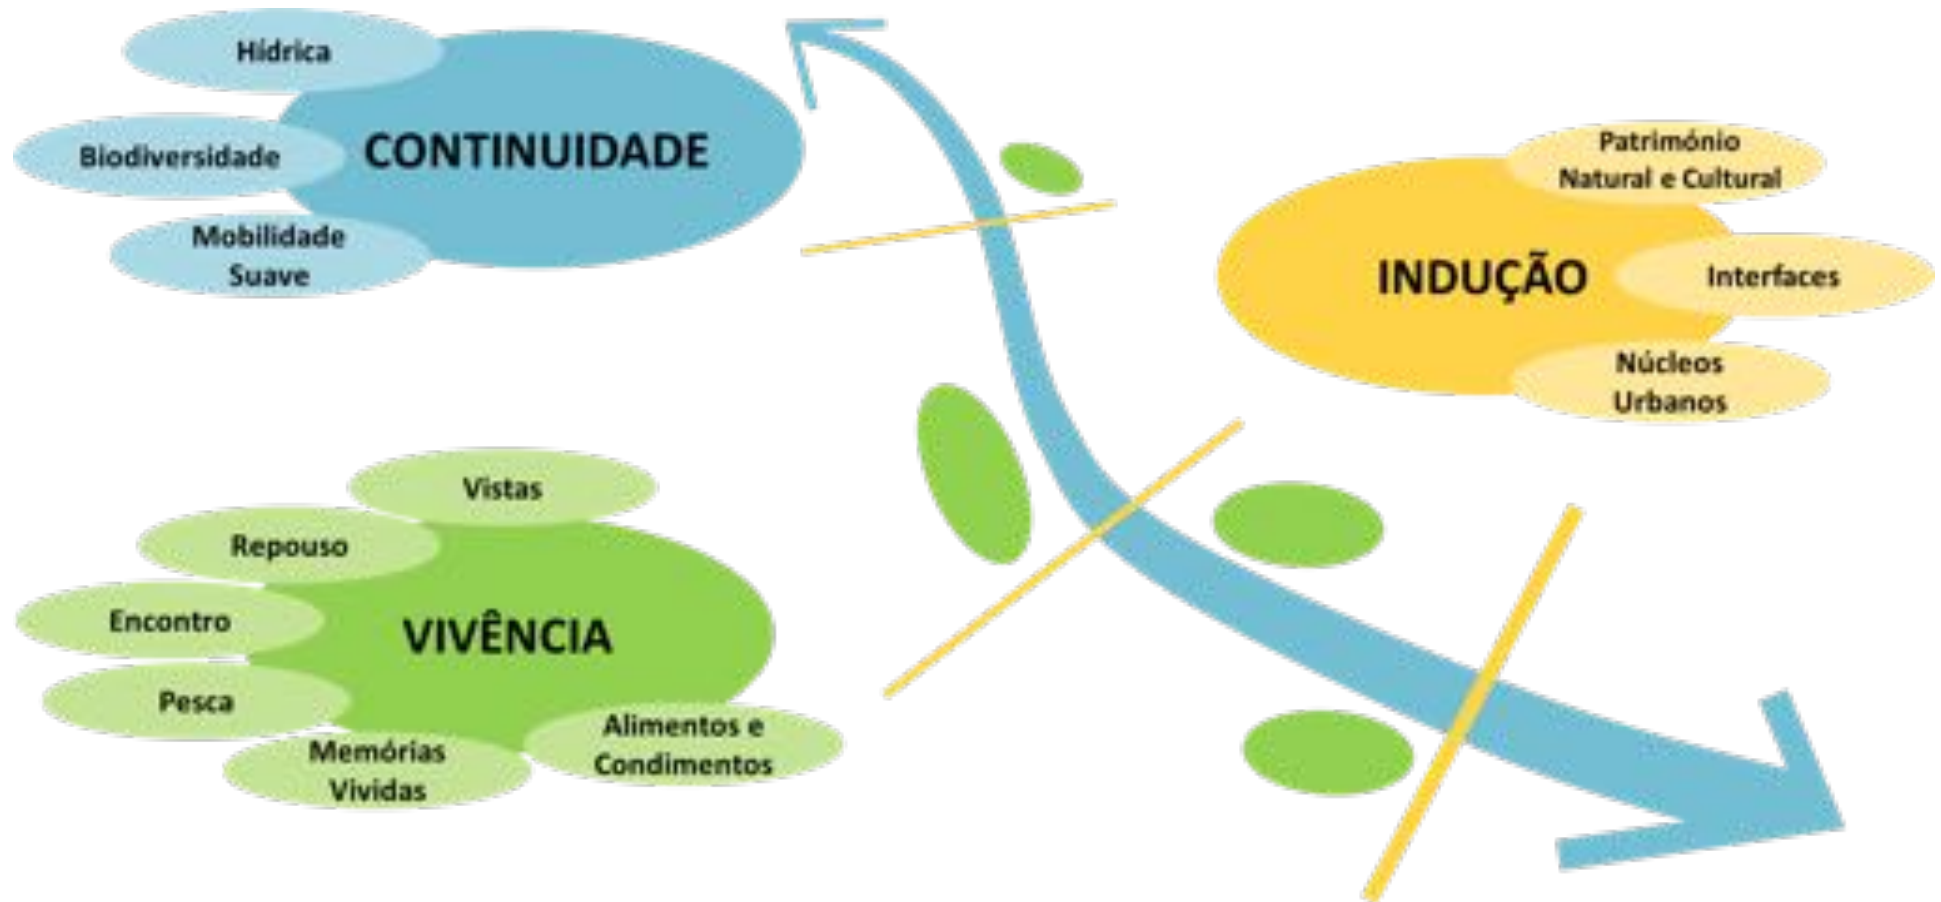 Hídrica
Biodiversidade
CONTINUIDADE
Mobilidade
Suave
Património
Natural e Cultural
INDUÇÃO
Interfaces
Núcleos
Urbanos
Vistas
Repouso
Encontro
VIVÊNCIA
Pesca
Memórias
Vividas
Alimentos e
Condimentos